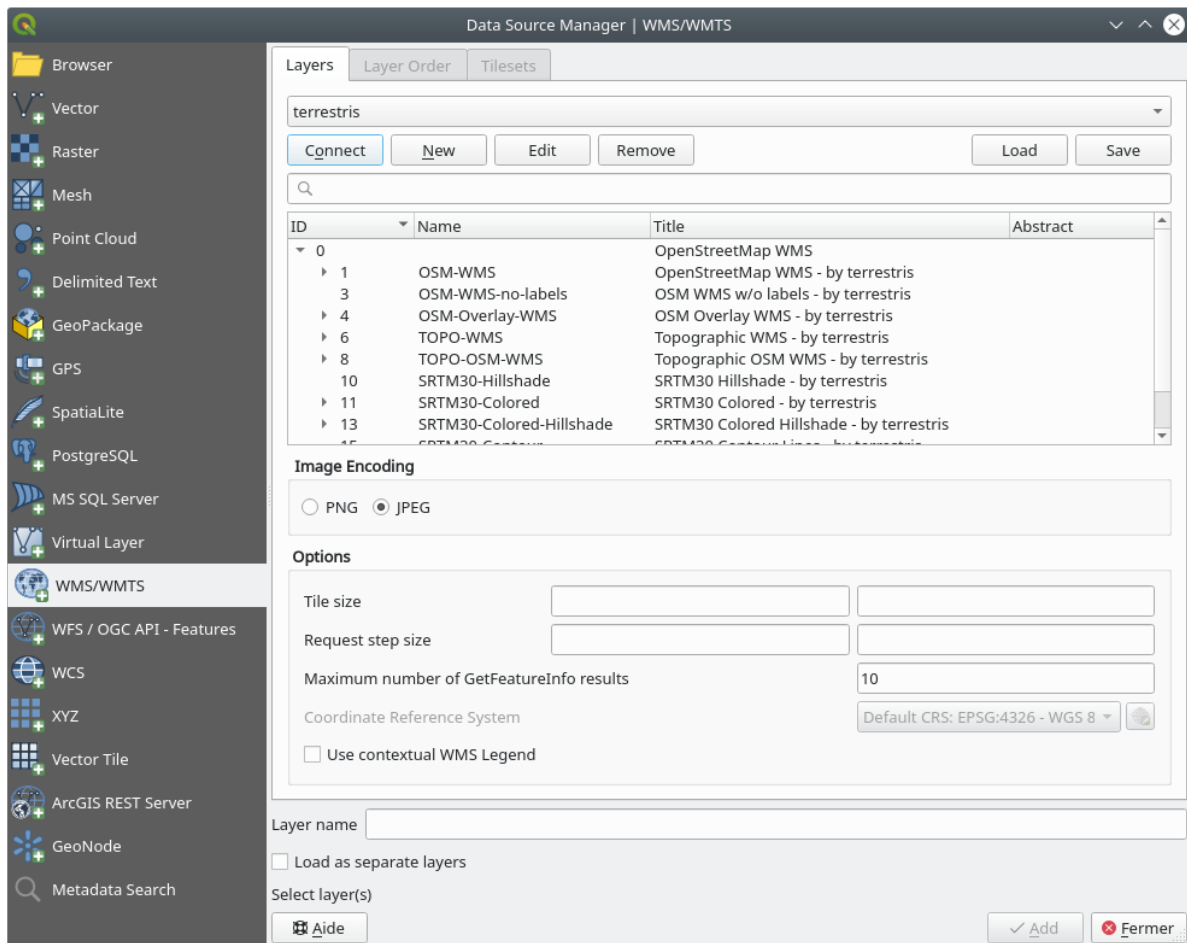 Data Source Manager | WMS/WMTS
Browser
Vector
Raster
Mesh
Point Cloud
Delimited Text
GeoPackage
GPS
SpatiaLite
PostgreSQL
MS SQL Server
Virtual Layer
WMS/WMTS
WFS / OGC API - Features
WCS
XYZ
Vector Tile
ArcGIS REST Server
GeoNode
Metadata Search
Layers Layer Order Tilesets
terrestris
Connect New Edit Remove Load Save
ID Name Title Abstract
0 OpenStreetMap WMS
1 OSM-WMS OpenStreetMap WMS - by terrestris
3 OSM-WMS-no-labels OSM WMS w/o labels - by terrestris
4 OSM-Overlay-WMS OSM Overlay WMS - by terrestris
6 TOPO-WMS Topographic WMS - by terrestris
8 TOPO-OSM-WMS Topographic OSM WMS - by terrestris
10 SRTM30-Hillshade SRTM30 Hillshade - by terrestris
11 SRTM30-Colored SRTM30 Colored - by terrestris
13 SRTM30-Colored-Hillshade SRTM30 Colored Hillshade - by terrestris
15 SRTM30-Contour SRTM30 Contour Lines - by terrestris
Image Encoding
PNG JPEG
Options
Tile size
Request step size
Maximum number of GetFeatureInfo results 10
Coordinate Reference System Default CRS: EPSG:4326 - WGS 8
Use contextual WMS Legend
Layer name
Load as separate layers
Select layer(s)
Aide Add Fermer